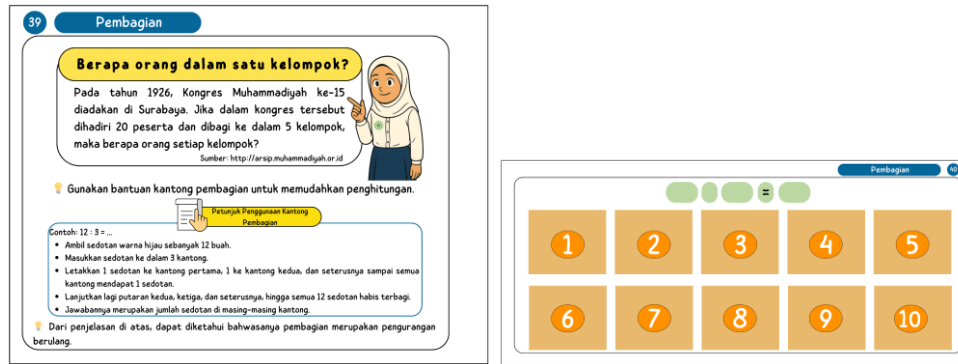 39 Pembagian
Berapa orang dalam satu kelompok?
Pada tahun 1926, Kongres Muhammadiyah ke-15
diadakan di Surabaya. Jika dalam kongres tersebut
dihadiri 20 peserta dan dibagi ke dalam 5 kelompok,
maka berapa orang setiap kelompok?
Sumber: http://arsip.muhammadiyah.or.id
Gunakan bantuan kantong pembagian untuk memudahkan penghitungan.
Petunjuk Penggunaan Kantong
Pembagian
Contoh: 12 : 3 = ...
• Ambil sedotan warna hijau sebanyak 12 buah.
• Masukkan sedotan ke dalam 3 kantong.
• Letakkan 1 sedotan ke kantong pertama, 1 ke kantong kedua, dan seterusnya sampai semua
kantong mendapat 1 sedotan.
• Lanjutkan lagi putaran kedua, ketiga, dan seterusnya, hingga semua 12 sedotan habis terbagi.
• Jawabannya merupakan jumlah sedotan di masing-masing kantong.
Dari penjelasan di atas, dapat diketahui bahwasanya pembagian merupakan pengurangan
berulang.
Pembagian 40
=
1 2 3 4 5
6 7 8 9 10